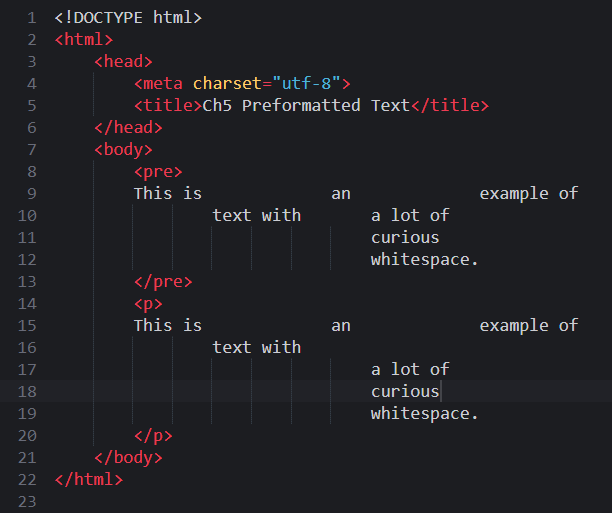 1 <!DOCTYPE html>
2 <html>
3     <head>
4         <meta charset="utf-8">
5         <title>Ch5 Preformatted Text</title>
6     </head>
7     <body>
8         <pre>
9         This is             an             example of
10                text with       a lot of
11                                curious
12                                whitespace.
13        </pre>
14        <p>
15        This is             an             example of
16                text with
17                                a lot of
18                                curious
19                                whitespace.
20        </p>
21    </body>
22 </html>
23